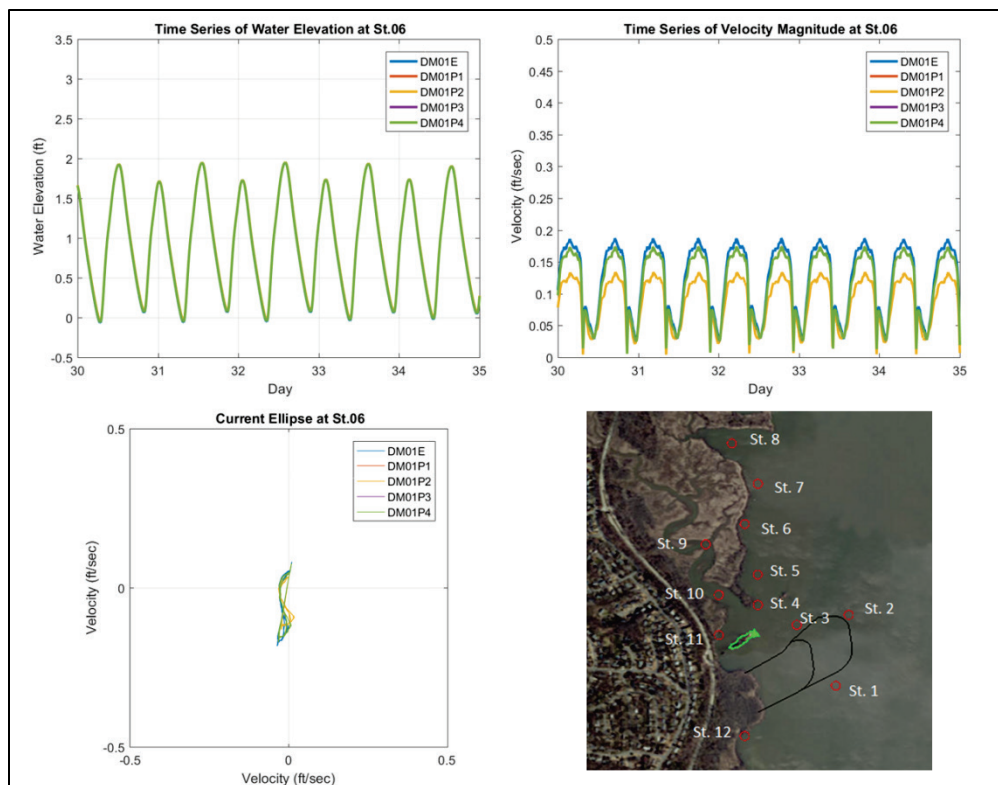 Time Series of Water Elevation at St.06
3.5
3
2.5
2
1.5
1
0.5
0
-0.5
Water Elevation (ft)
DM01E
DM01P1
DM01P2
DM01P3
DM01P4
30
31
32
33
34
35
Day
Time Series of Velocity Magnitude at St.06
0.5
0.45
0.4
0.35
0.3
0.25
0.2
0.15
0.1
0.05
0
Velocity (ft/sec)
DM01E
DM01P1
DM01P2
DM01P3
DM01P4
30
31
32
33
34
35
Day
Current Ellipse at St.06
0.5
0
-0.5
Velocity (ft/sec)
DM01E
DM01P1
DM01P2
DM01P3
DM01P4
-0.5
0
0.5
Velocity (ft/sec)
St. 8
St. 7
St. 6
St. 9
St. 5
St. 10
St. 4
St. 3
St. 2
St. 11
St. 1
St. 12